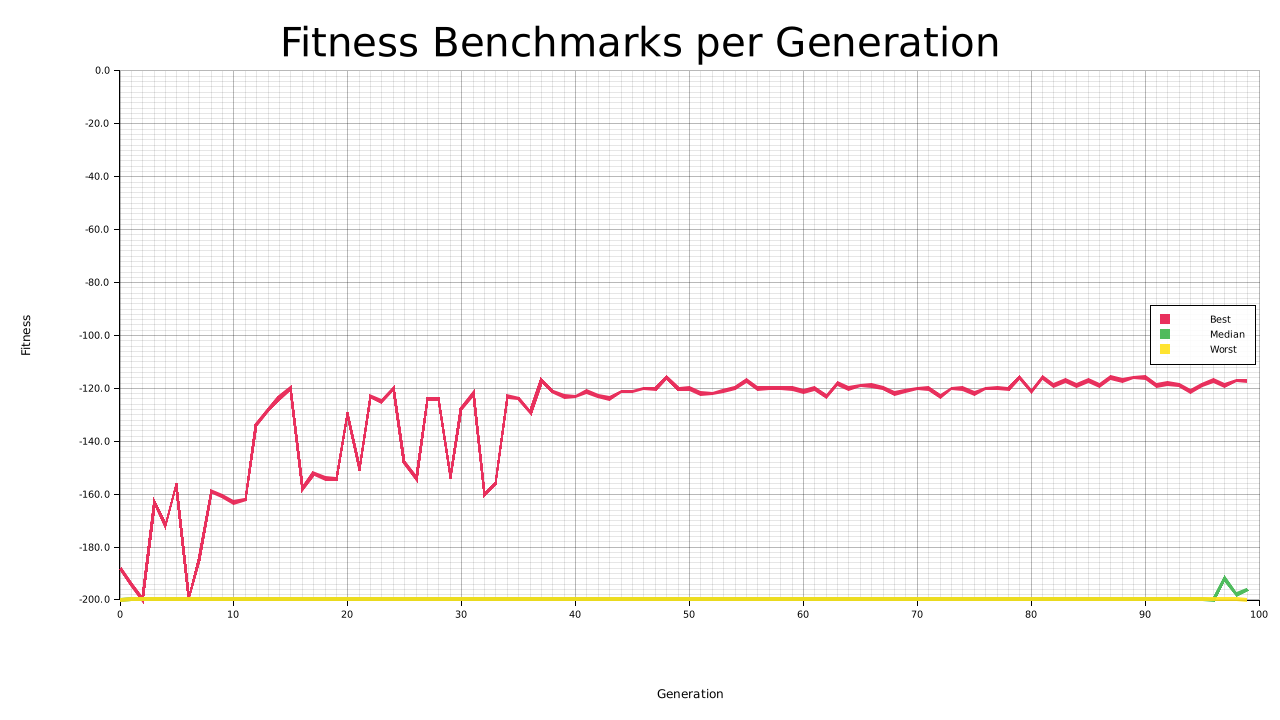 Fitness Benchmarks per Generation
0.0
-20.0
-40.0
-60.0
-80.0
-100.0
-120.0
-140.0
-160.0
-180.0
-200.0
Fitness
Best
Median
Worst
0 10 20 30 40 50 60 70 80 90 100
Generation